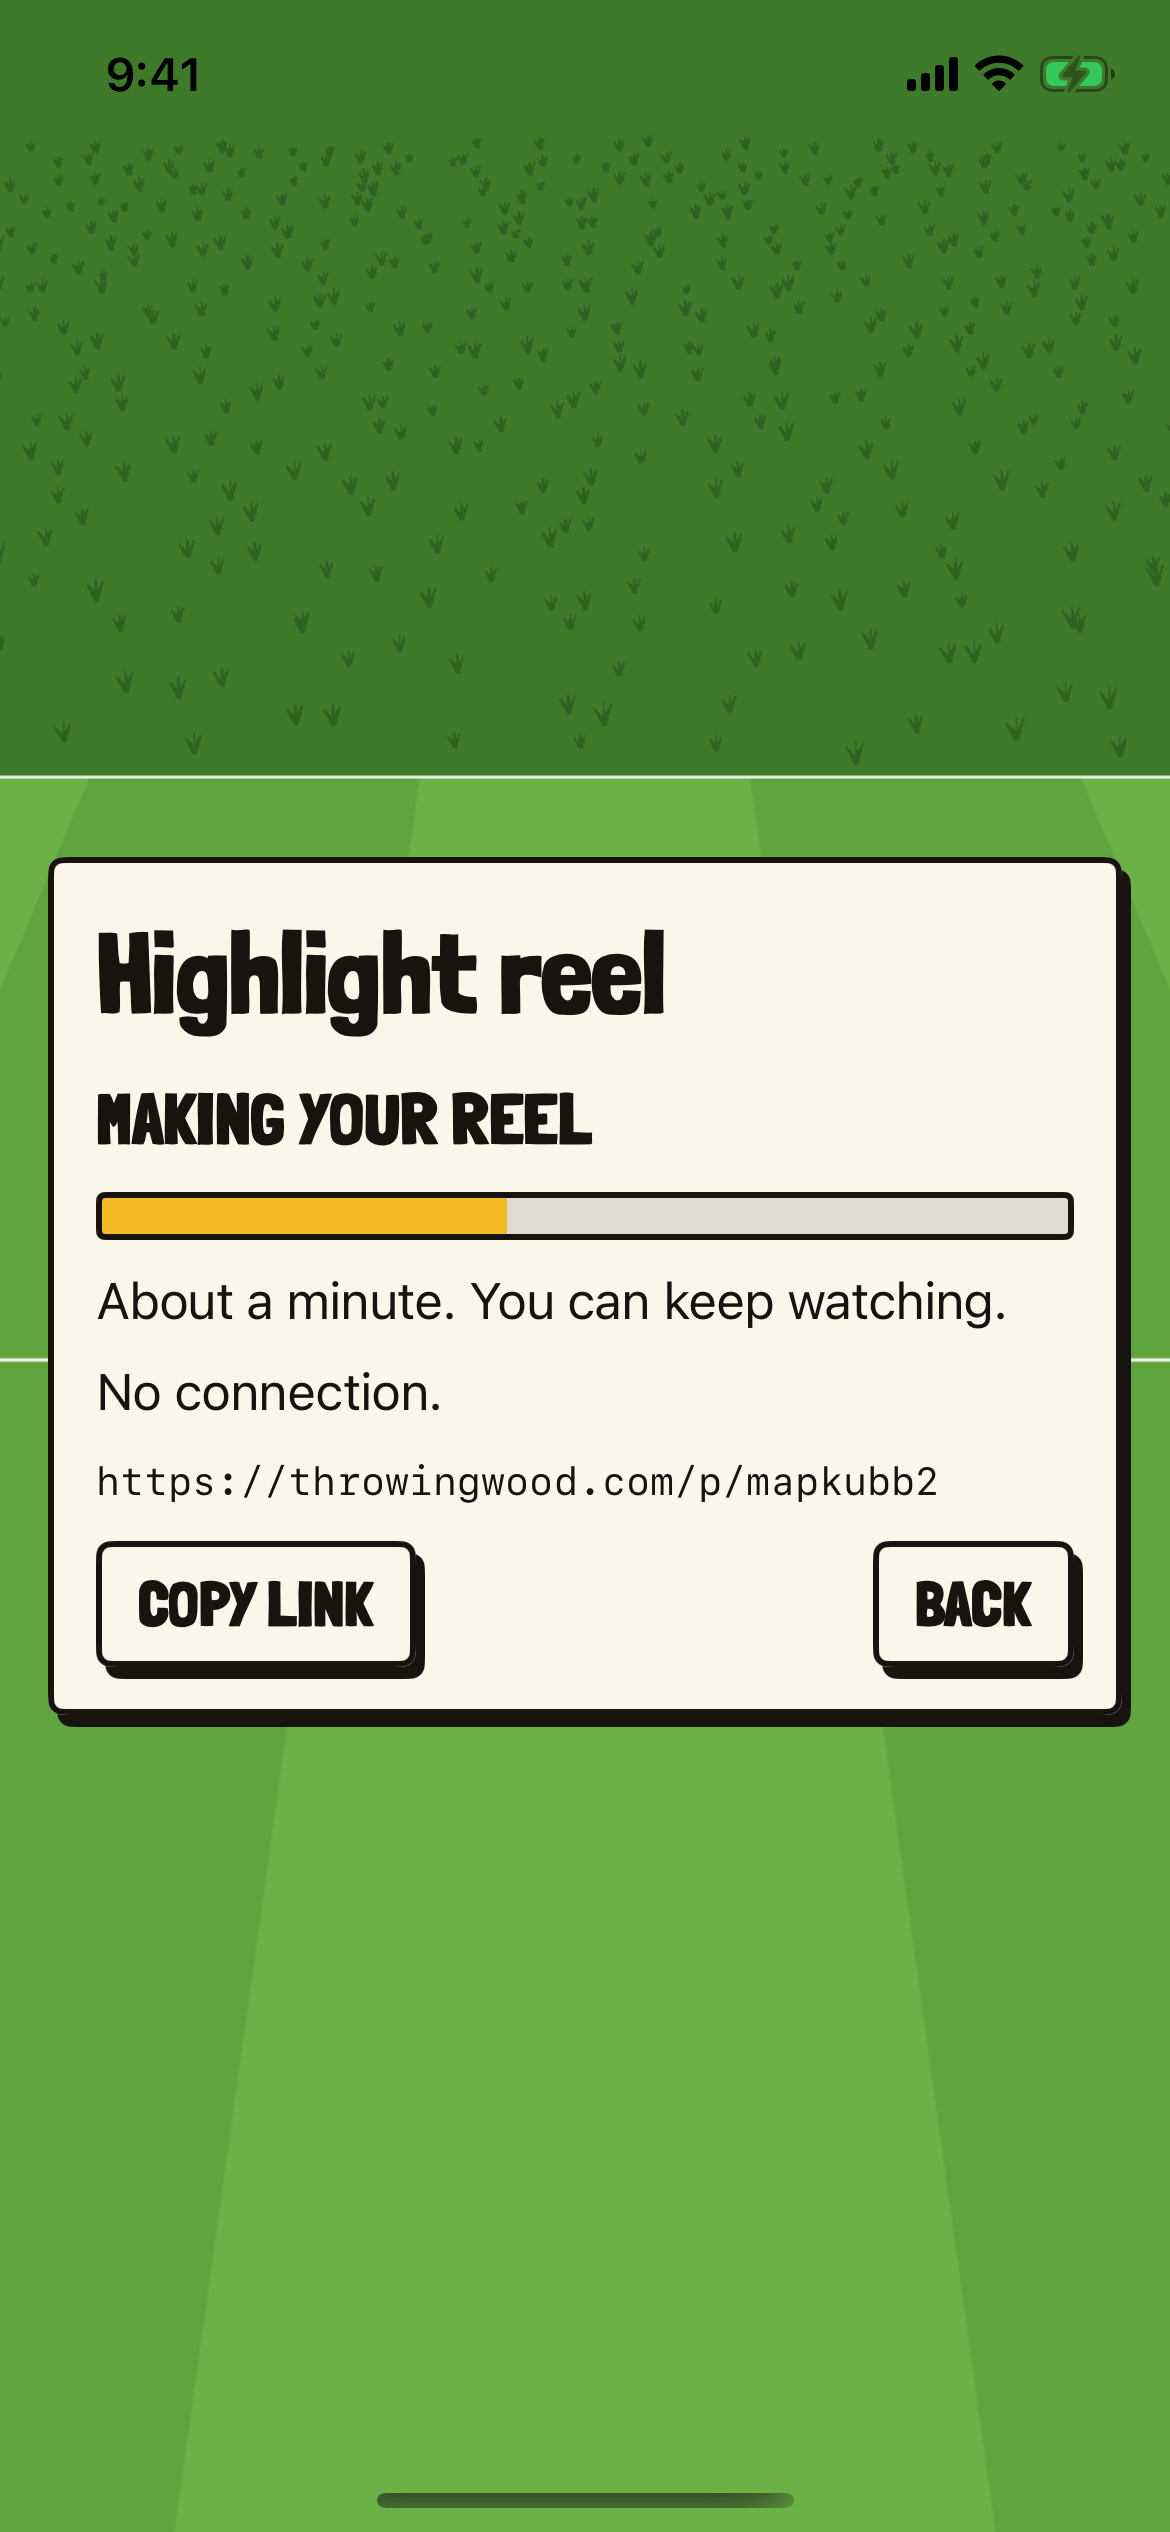 9:41
Highlight reel
MAKING YOUR REEL
About a minute. You can keep watching.
No connection.
https://throwingwood.com/p/mapkubb2
COPY LINK
BACK